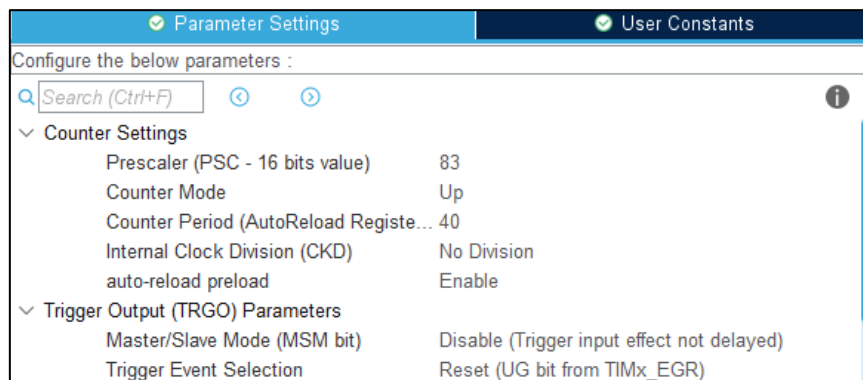 Parameter Settings
User Constants
Configure the below parameters :
Search (Ctrl+F)
Counter Settings
Prescaler (PSC - 16 bits value) 83
Counter Mode Up
Counter Period (AutoReload Registe... 40
Internal Clock Division (CKD) No Division
auto-reload preload Enable
Trigger Output (TRGO) Parameters
Master/Slave Mode (MSM bit) Disable (Trigger input effect not delayed)
Trigger Event Selection Reset (UG bit from TIMx_EGR)